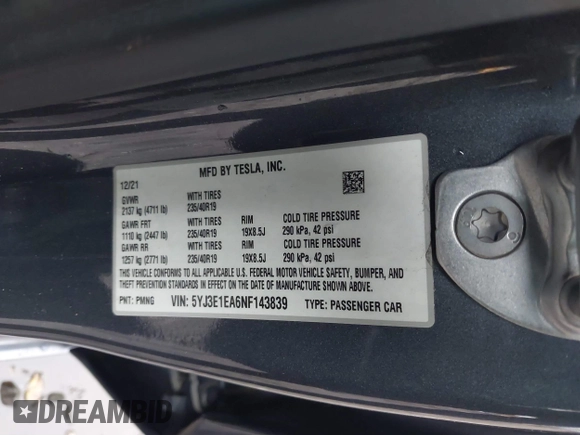 MFD BY TESLA, INC.
12/21
GVWR WITH TIRES
2137 kg (4711 lb) 235/40R19
GAWR FRT WITH TIRES RIM COLD TIRE PRESSURE
1110 kg (2447 lb) 235/40R19 19X8.5J 290 kPa, 42 psi
GAWR RR WITH TIRES RIM COLD TIRE PRESSURE
1257 kg (2771 lb) 235/40R19 19X8.5J 290 kPa, 42 psi
THIS VEHICLE CONFORMS TO ALL APPLICABLE U.S. FEDERAL MOTOR VEHICLE SAFETY, BUMPER, AND
THEFT PREVENTION STANDARDS IN EFFECT ON THE DATE OF MANUFACTURE SHOWN ABOVE.
PNT: PMNG VIN: 5YJ3E1EA6NF143839 TYPE: PASSENGER CAR
DREAMBID